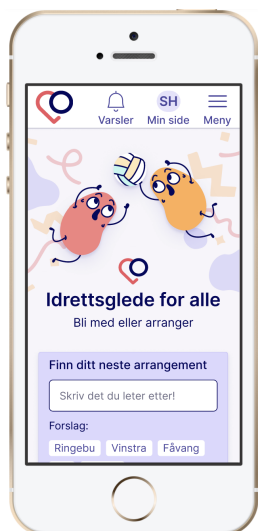 SH
Varsler Min side Meny
Idrettsglede for alle
Bli med eller arranger
Finn ditt neste arrangement
Skriv det du leter etter!
Forslag:
Ringebu Vinstra Fåvang